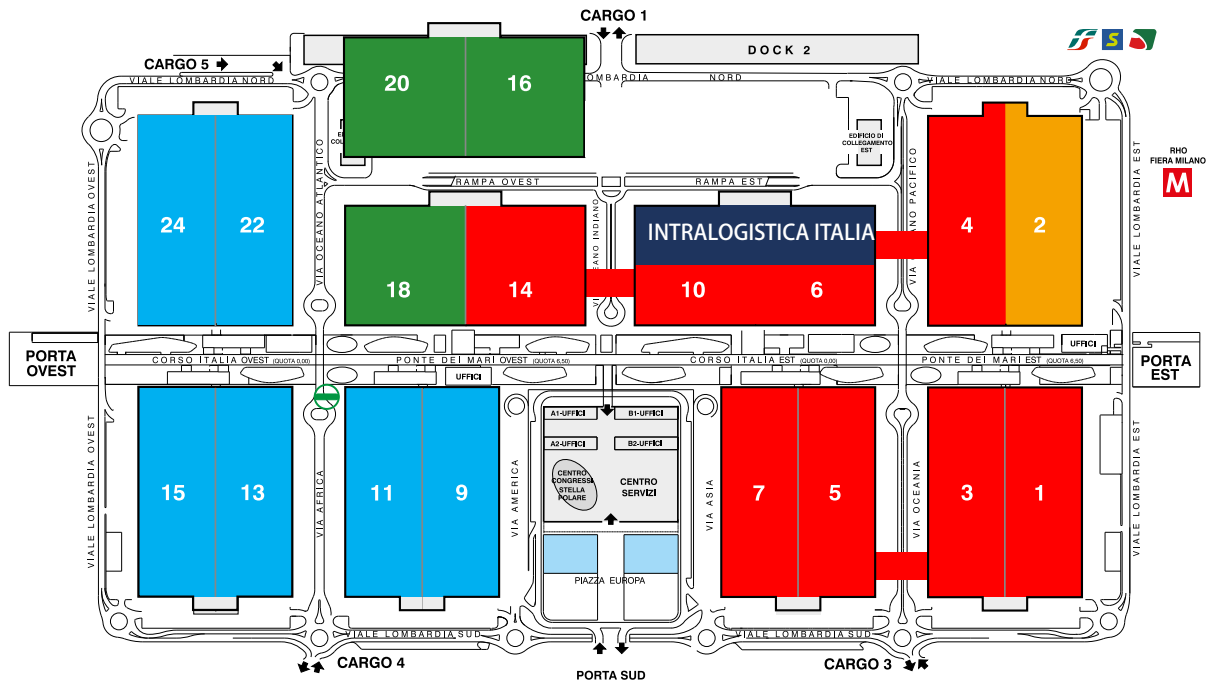 CARGO 1
DOCK 2
S
CARGO 5
VIALE LOMBARDIA NORD
LOMBARDIA
NORD
VIALE LOMBARDIA NORD
20
16
EDIFICIO DI
COLLEGAMENTO
EST
RHO
FIERA MILANO
M
RAMPA OVEST
RAMPA EST
24
22
INTRALOGISTICA ITALIA
4
2
18
14
10
6
VIALE LOMBARDIA OVEST
VIA OCEANO ATLANTICO
ANO INDIANO
ANO PACIFICO
VIALE LOMBARDIA EST
PORTA
OVEST
CORSO ITALIA OVEST (QUOTA 0,00)
PONTE DEI MARI OVEST (QUOTA 6,50)
CORSO ITALIA EST (QUOTA 0,00)
PONTE DEI MARI EST (QUOTA 6,50)
UFFICI
PORTA
EST
UFFICI
A1-UFFICI
B1-UFFICI
A2-UFFICI
B2-UFFICI
CENTRO
CONGRESSI
STELLA
POLARE
CENTRO
SERVIZI
15
13
11
9
7
5
3
1
VIALE LOMBARDIA OVEST
VIA AFRICA
VIA AMERICA
VIA ASIA
VIA OCEANIA
VIALE LOMBARDIA EST
PIAZZA EUROPA
VIALE LOMBARDIA SUD
VIALE LOMBARDIA SUD
CARGO 4
PORTA SUD
CARGO 3